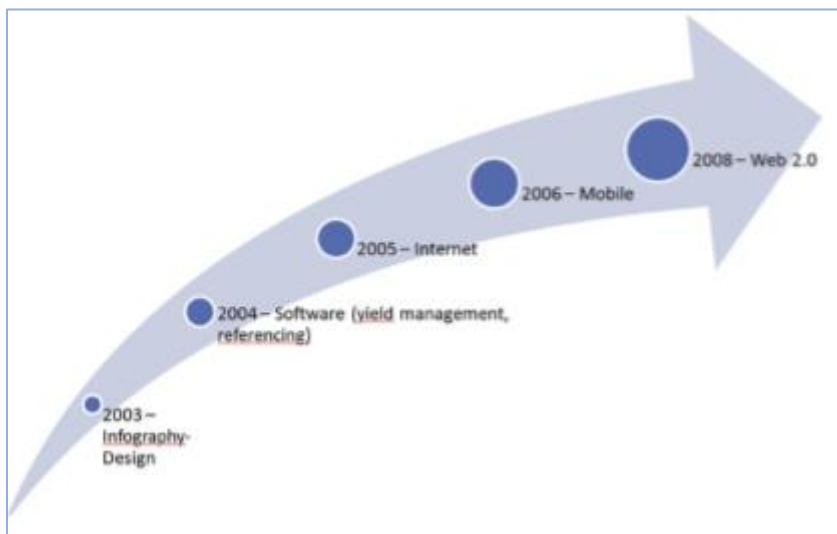 2008 – Web 2.0
2006 – Mobile
2005 – Internet
2004 – Software (yield management,
referencing)
2003 –
Infography-
Design